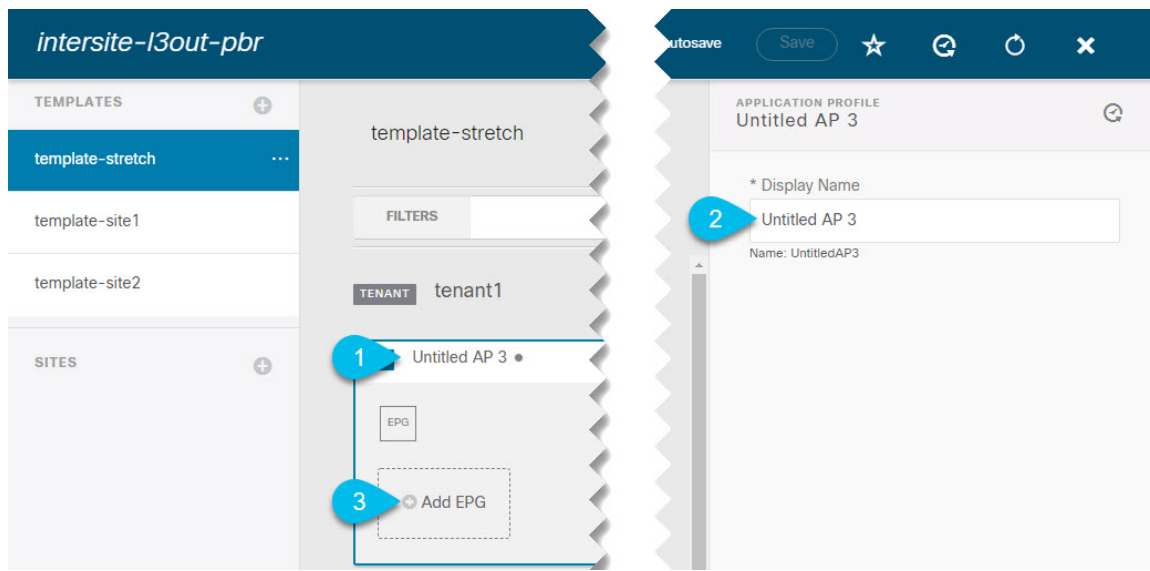 intersite-l3out-pbr
TEMPLATES
template-stretch
template-site1
template-site2
SITES
template-stretch
FILTERS
TENANT tenant1
1 Untitled AP 3
EPG
3 Add EPG
utosave Save
APPLICATION PROFILE
Untitled AP 3
* Display Name
2 Untitled AP 3
Name: UntitledAP3